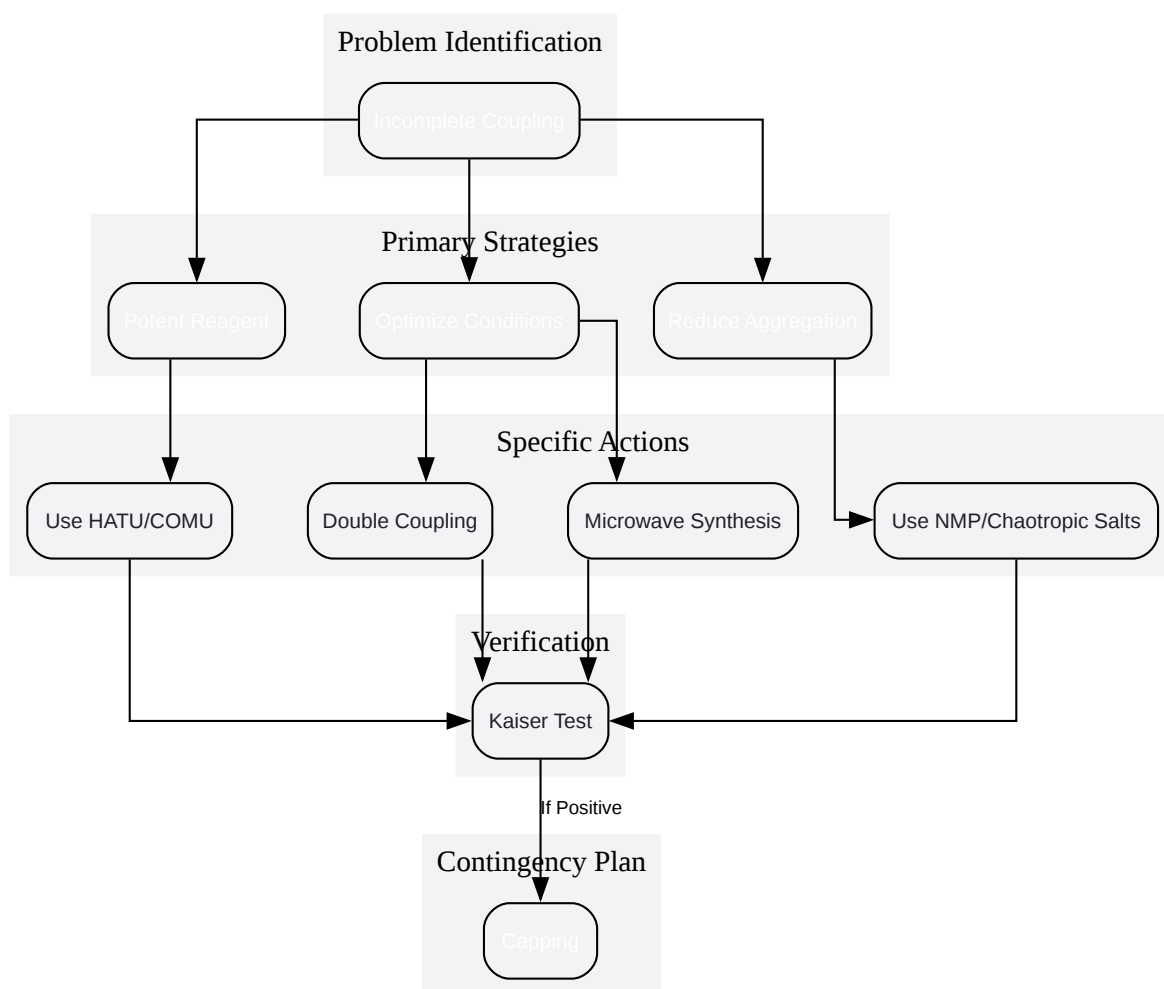 Problem Identification
Incomplete Coupling
Primary Strategies
Potent Reagent
Optimize Conditions
Reduce Aggregation
Specific Actions
Use HATU/COMU
Double Coupling
Microwave Synthesis
Use NMP/Chaotropic Salts
Verification
Kaiser Test
If Positive
Contingency Plan
Capping